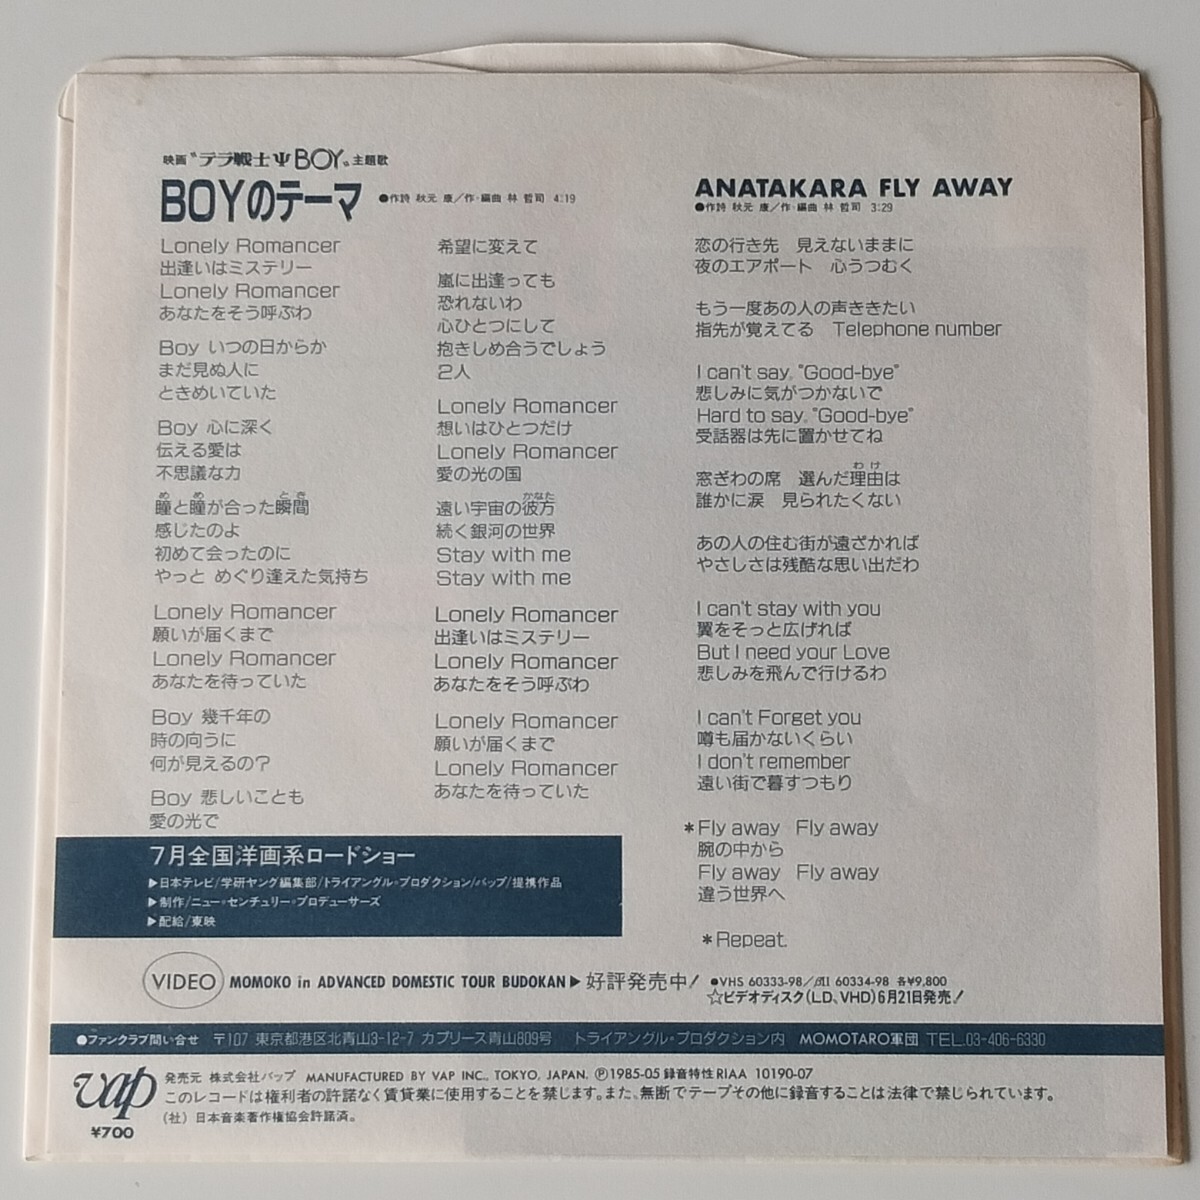 映画"テラ戦士ΨBOY"主題歌
BOYのテーマ ●作詩 秋元 康/作・編曲 林 哲司 4:19
Lonely Romancer
出逢いはミステリー
Lonely Romancer
あなたをそう呼ぶわ
Boy いつの日からか
まだ見ぬ人に
ときめいていた
Boy 心に深く
伝える愛は
不思議な力
瞳と瞳が合った瞬間
め め とき
感じたのよ
初めて会ったのに
やっと めぐり逢えた気持ち
Lonely Romancer
願いが届くまで
Lonely Romancer
あなたを待っていた
Boy 幾千年の
時の向うに
何が見えるの?
Boy 悲しいことも
愛の光で
希望に変えて
嵐に出逢っても
恐れないわ
心ひとつにして
抱きしめ合うでしょう
2人
Lonely Romancer
想いはひとつだけ
Lonely Romancer
愛の光の国
かなた
遠い宇宙の彼方
続く銀河の世界
Stay with me
Stay with me
Lonely Romancer
出逢いはミステリー
Lonely Romancer
あなたをそう呼ぶわ
Lonely Romancer
願いが届くまで
Lonely Romancer
あなたを待っていた
ANATAKARA FLY AWAY
●作詩 秋元 康/作・編曲 林 哲司 3:29
恋の行き先 見えないままに
夜のエアポート 心うつむく
もう一度あの人の声ききたい
指先が覚えてる Telephone number
I can't say, "Good-bye"
悲しみに気がつかないで
Hard to say, "Good-bye"
受話器は先に置かせてね
わけ
窓ぎわの席 選んだ理由は
誰かに涙 見られたくない
あの人の住む街が遠ざかれば
やさしさは残酷な思い出だわ
I can't stay with you
翼をそっと広げれば
But I need your Love
悲しみを飛んで行けるわ
I can't Forget you
噂も届かないくらい
I don't remember
遠い街で暮すつもり
*Fly away Fly away
腕の中から
Fly away Fly away
違う世界へ
*Repeat.
7月全国洋画系ロードショー
▶日本テレビ/学研ヤング編集部/トライアングル・プロダクション/バップ/提携作品
▶制作/ニュー・センチュリー・プロデューサーズ
▶配給/東映
VIDEO MOMOKO in ADVANCED DOMESTIC TOUR BUDOKAN▶好評発売中! ●VHS 60333-98/βII 60334-98 各¥9,800
☆ビデオディスク(LD、VHD)6月21日発売!
●ファンクラブ問い合せ 〒107 東京都港区北青山3-12-7 カプリース青山809号 トライアングル・プロダクション内 MOMOTARO軍団 TEL.03-406-6330
vap
¥700
発売元 株式会社バップ MANUFACTURED BY VAP INC., TOKYO, JAPAN. ℗1985-05 録音特性RIAA 10190-07
このレコードは権利者の許諾なく賃貸業に使用することを禁じます。また、無断でテープその他に録音することは法律で禁じられています。
(社)日本音楽著作権協会許諾済。